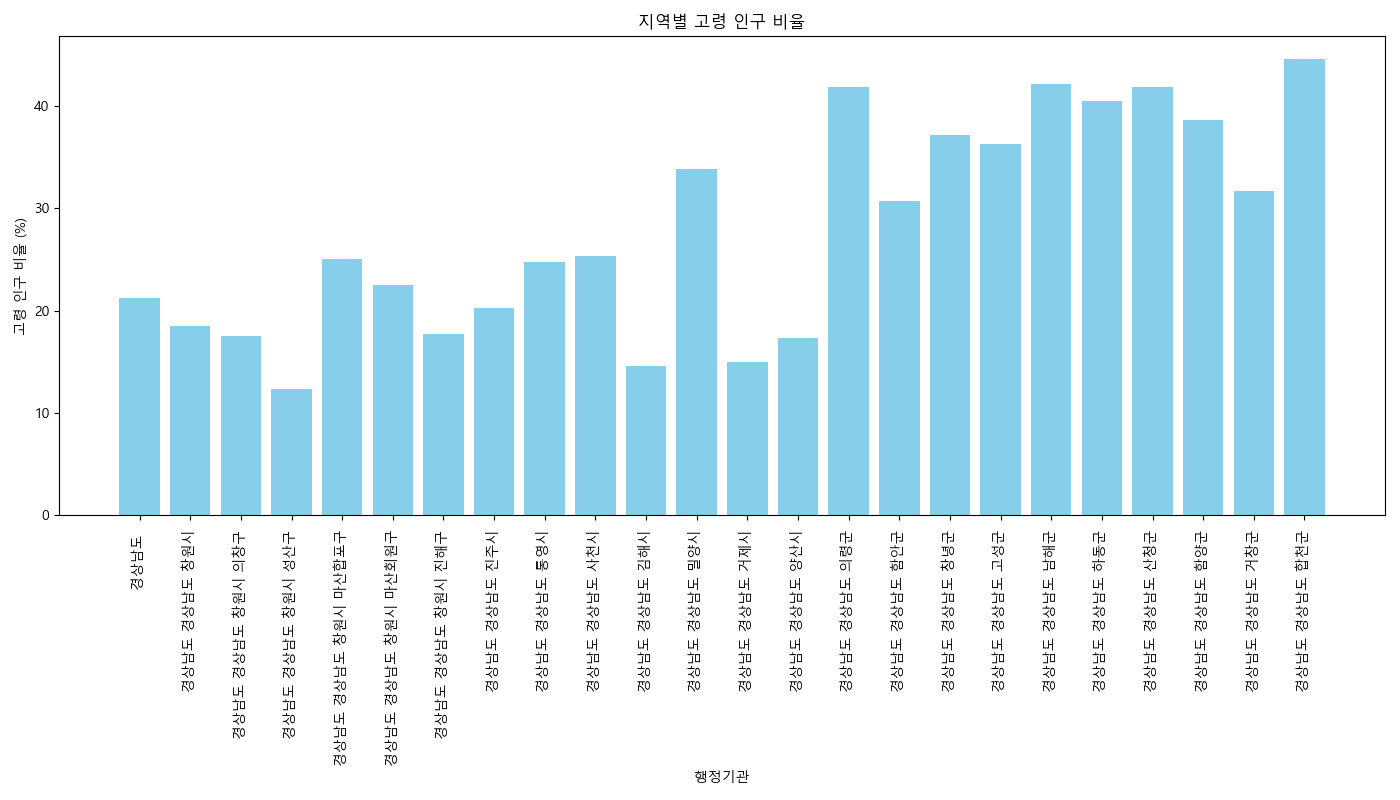 지역별 고령 인구 비율
고령 인구 비율 (%)
40
30
20
10
0
경상남도
경상남도 경상남도 창원시
경상남도 경상남도 창원시 의창구
경상남도 경상남도 창원시 성산구
경상남도 경상남도 창원시 마산합포구
경상남도 경상남도 창원시 마산회원구
경상남도 경상남도 창원시 진해구
경상남도 경상남도 진주시
경상남도 경상남도 통영시
경상남도 경상남도 사천시
경상남도 경상남도 김해시
경상남도 경상남도 밀양시
경상남도 경상남도 거제시
경상남도 경상남도 양산시
경상남도 경상남도 의령군
경상남도 경상남도 함안군
경상남도 경상남도 창녕군
경상남도 경상남도 고성군
경상남도 경상남도 남해군
경상남도 경상남도 하동군
경상남도 경상남도 산청군
경상남도 경상남도 함양군
경상남도 경상남도 거창군
경상남도 경상남도 합천군
행정기관